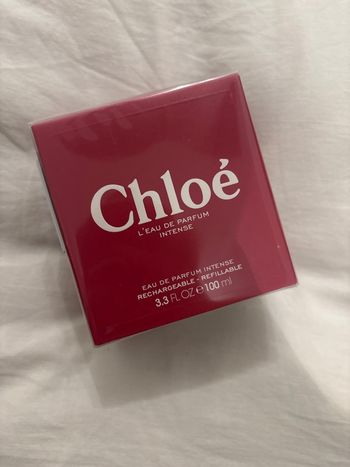 Chloé
L'EAU DE PARFUM
INTENSE
EAU DE PARFUM INTENSE
RECHARGEABLE - REFILLABLE
3.3 FL.OZ ℮ 100 ml